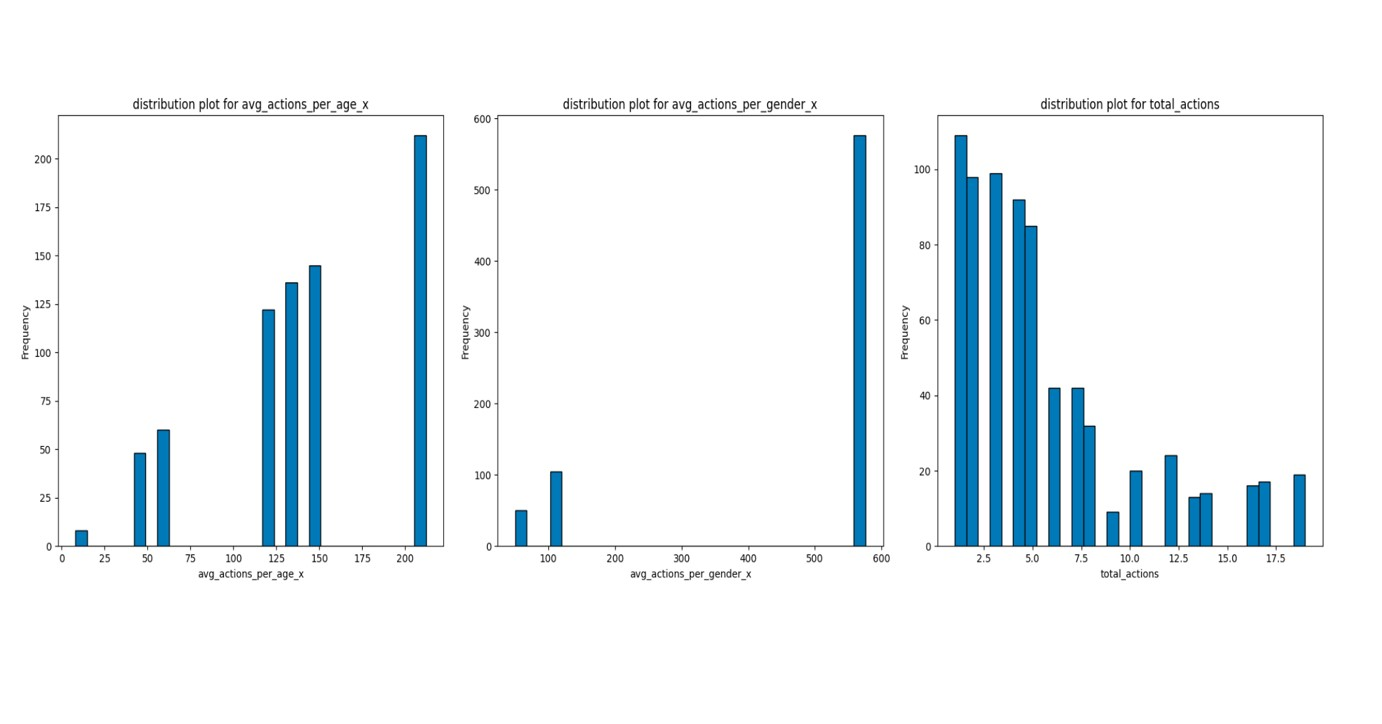 distribution plot for avg_actions_per_age_x
Frequency
200
175
150
125
100
75
50
25
0
0 25 50 75 100 125 150 175 200
avg_actions_per_age_x
distribution plot for avg_actions_per_gender_x
Frequency
600
500
400
300
200
100
0
100 200 300 400 500 600
avg_actions_per_gender_x
distribution plot for total_actions
Frequency
100
80
60
40
20
0
2.5 5.0 7.5 10.0 12.5 15.0 17.5
total_actions